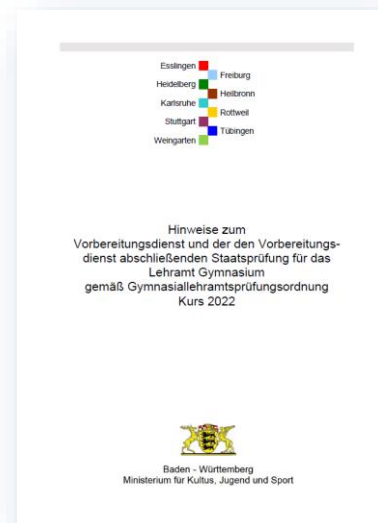 Esslingen
Freiburg
Heidelberg
Heilbronn
Karlsruhe
Rottweil
Stuttgart
Tübingen
Weingarten
Hinweise zum
Vorbereitungsdienst und der den Vorbereitungs-
dienst abschließenden Staatsprüfung für das
Lehramt Gymnasium
gemäß Gymnasiallehramtsprüfungsordnung
Kurs 2022
Baden - Württemberg
Ministerium für Kultus, Jugend und Sport